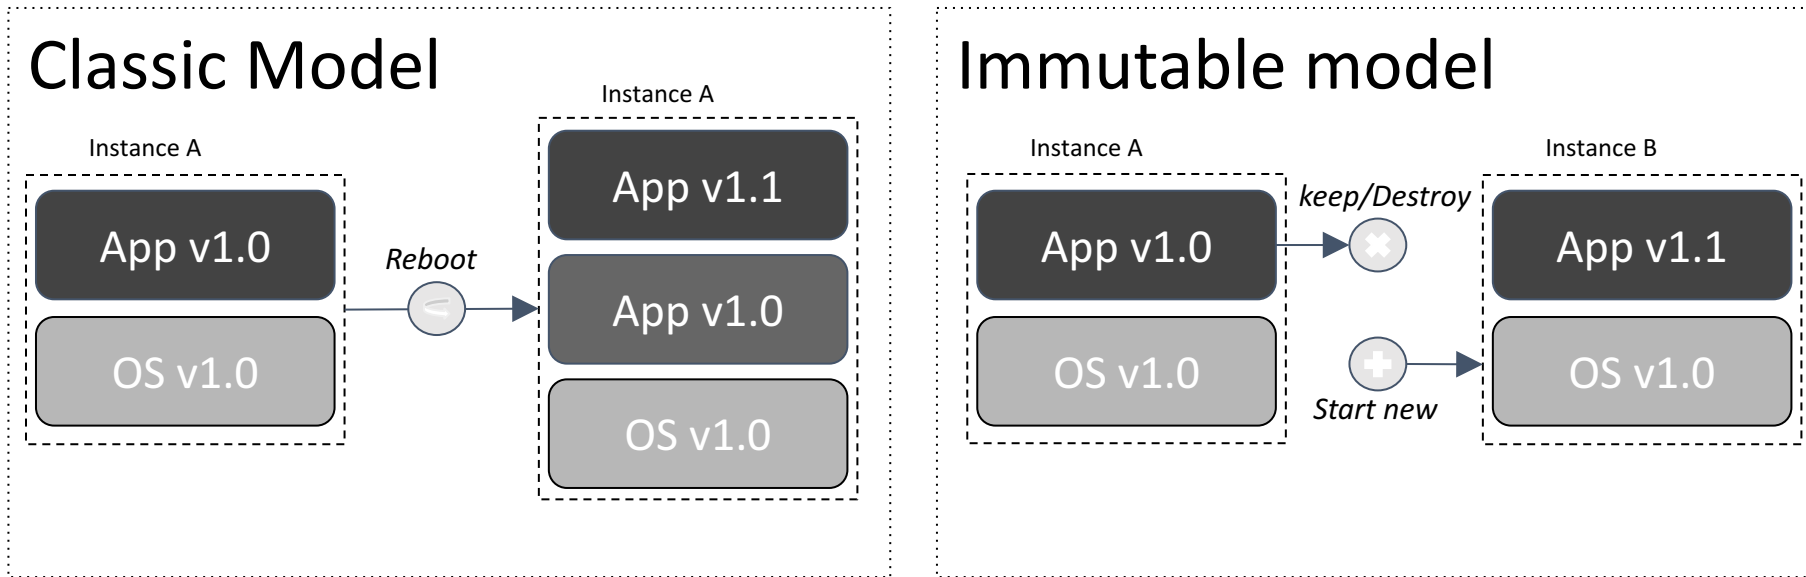 Classic Model
Instance A
App v1.0
OS v1.0
Reboot
Instance A
App v1.1
App v1.0
OS v1.0
Immutable model
Instance A
App v1.0
OS v1.0
keep/Destroy
Start new
Instance B
App v1.1
OS v1.0